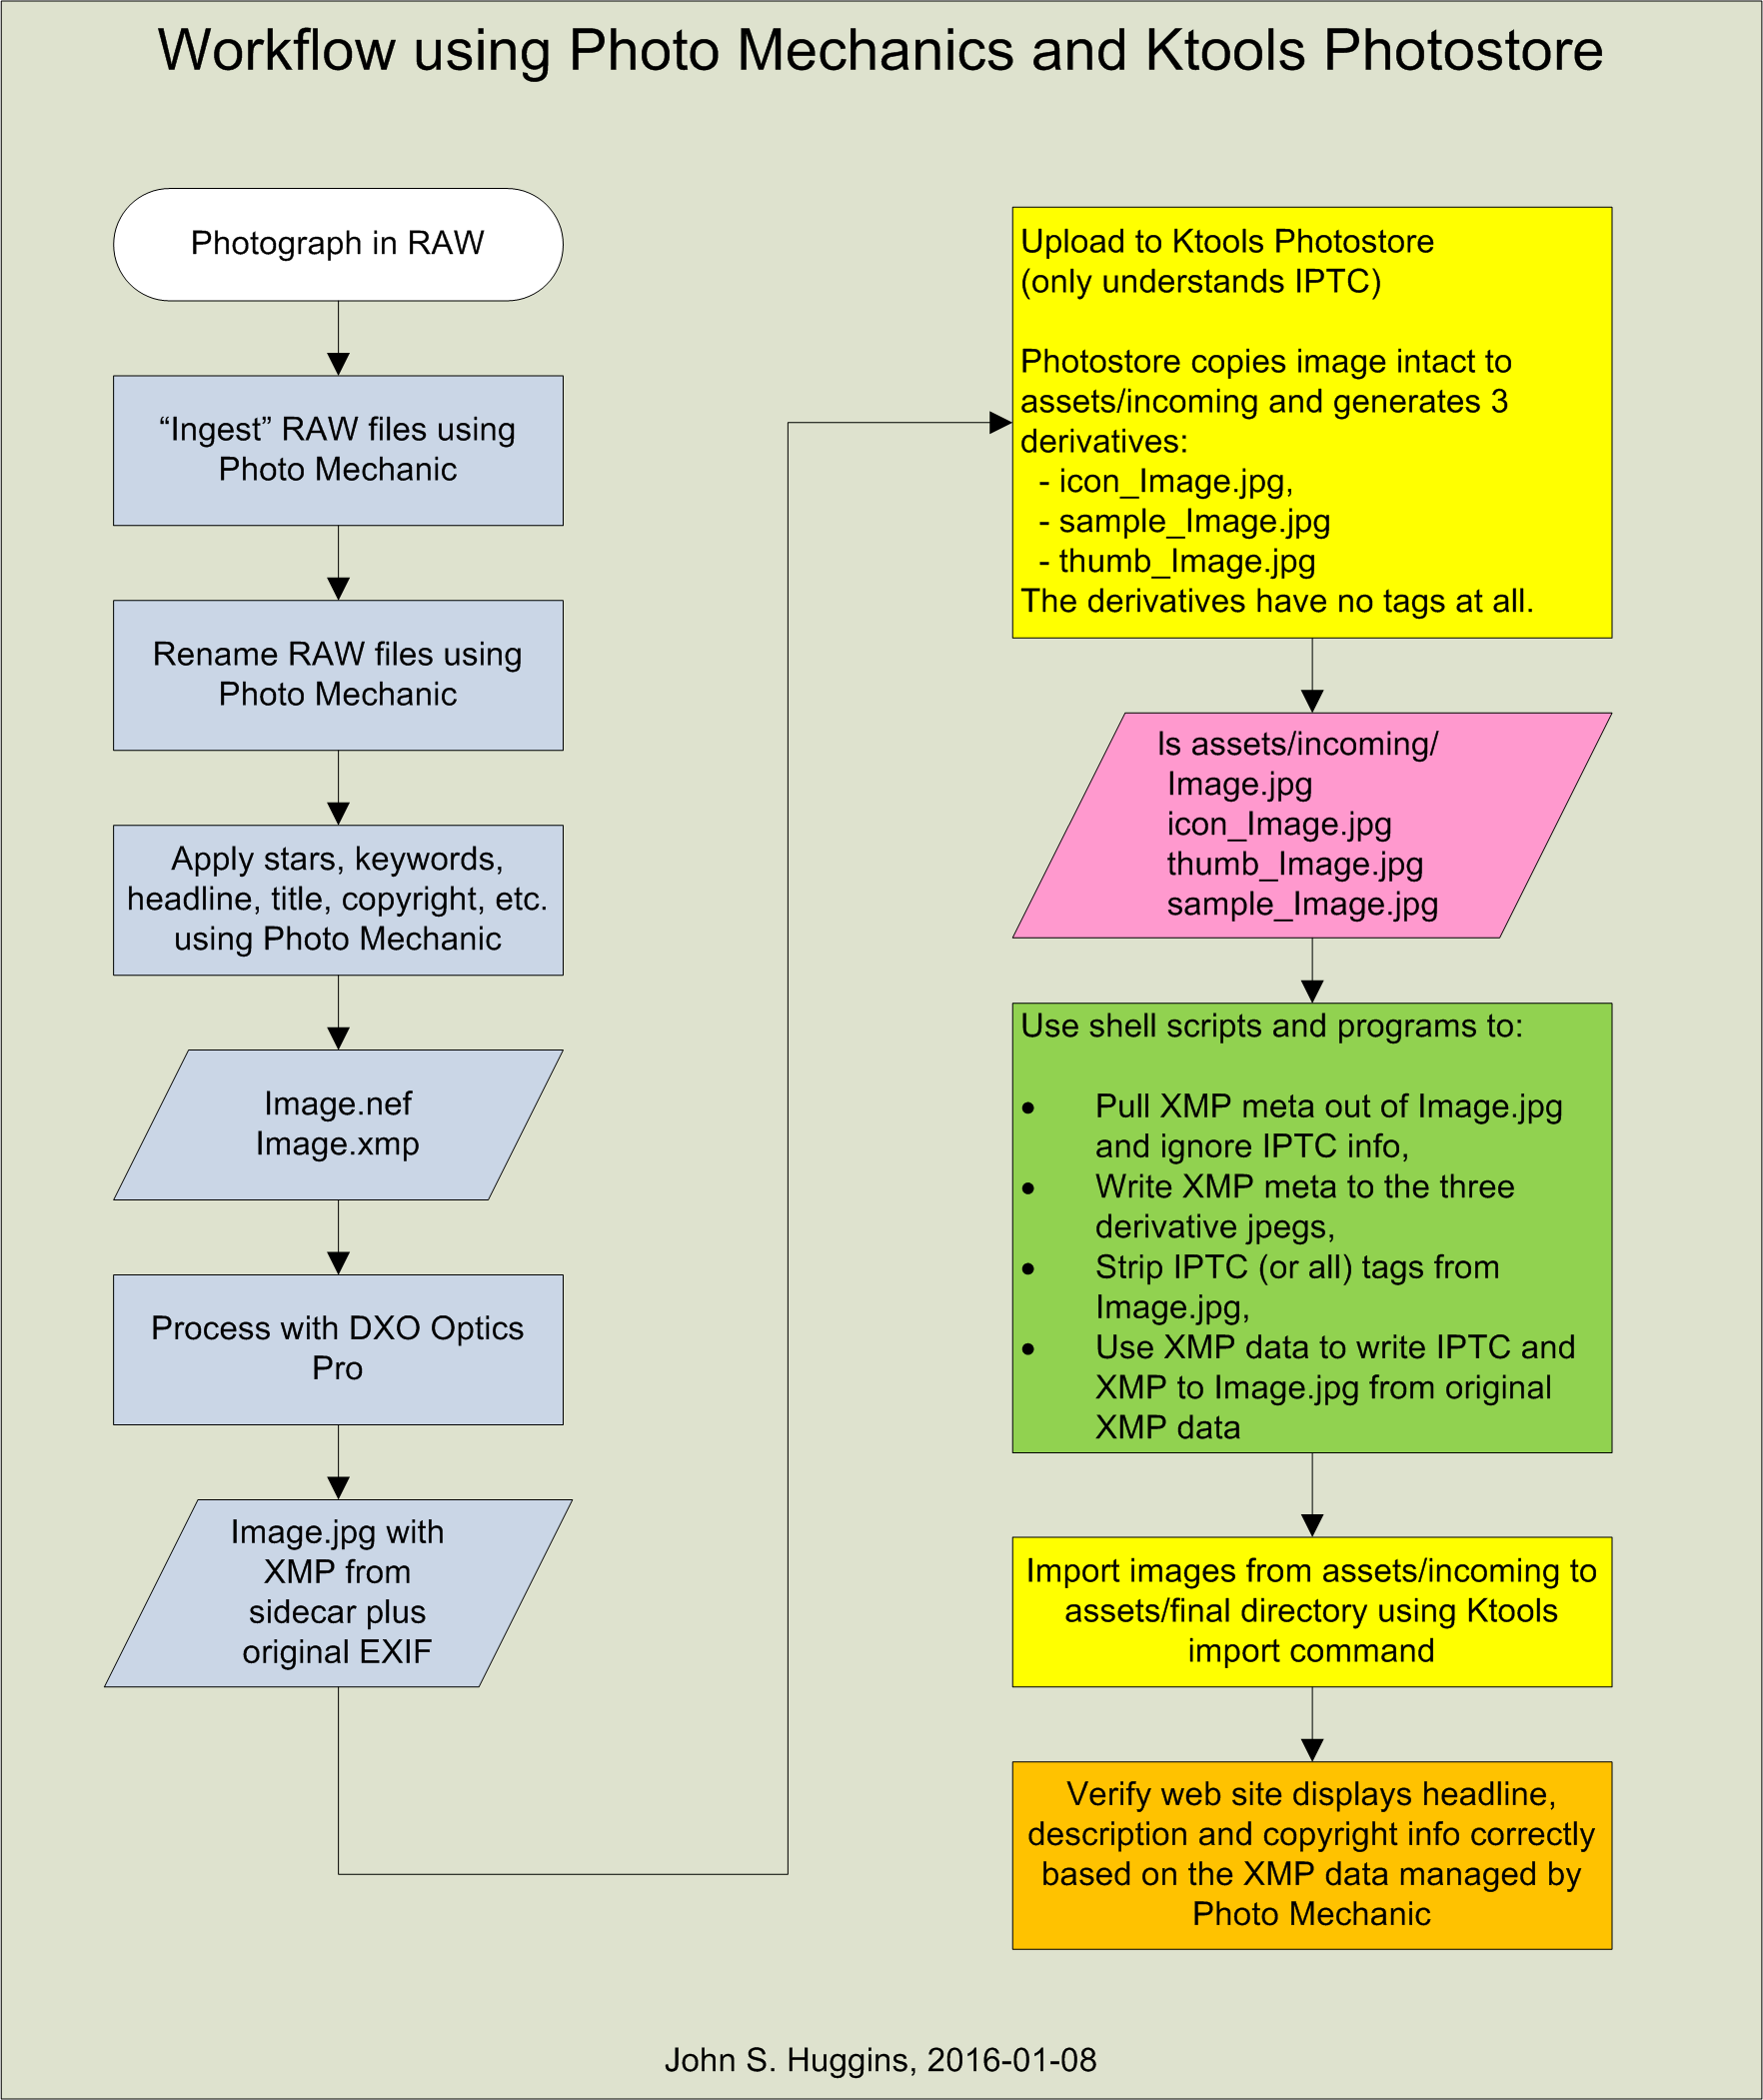 Workflow using Photo Mechanics and Ktools Photostore
Photograph in RAW
“Ingest” RAW files using
Photo Mechanic
Rename RAW files using
Photo Mechanic
Apply stars, keywords,
headline, title, copyright, etc.
using Photo Mechanic
Image.nef
Image.xmp
Process with DXO Optics
Pro
Image.jpg with
XMP from
sidecar plus
original EXIF
Upload to Ktools Photostore
(only understands IPTC)
Photostore copies image intact to
assets/incoming and generates 3
derivatives:
- icon_Image.jpg,
- sample_Image.jpg
- thumb_Image.jpg
The derivatives have no tags at all.
ls assets/incoming/
Image.jpg
icon_Image.jpg
thumb_Image.jpg
sample_Image.jpg
Use shell scripts and programs to:
• Pull XMP meta out of Image.jpg
and ignore IPTC info,
• Write XMP meta to the three
derivative jpegs,
• Strip IPTC (or all) tags from
Image.jpg,
• Use XMP data to write IPTC and
XMP to Image.jpg from original
XMP data
Import images from assets/incoming to
assets/final directory using Ktools
import command
Verify web site displays headline,
description and copyright info correctly
based on the XMP data managed by
Photo Mechanic
John S. Huggins, 2016-01-08